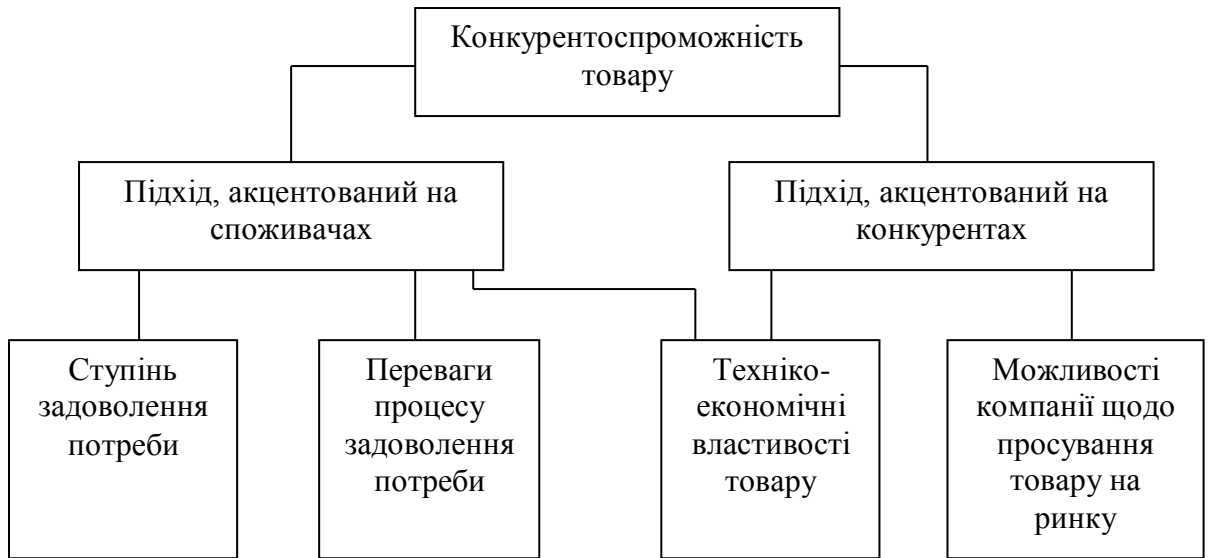 Конкурентоспроможність
товару
Підхід, акцентований на
споживачах
Підхід, акцентований на
конкурентах
Ступінь
задоволення
потреби
Переваги
процесу
задоволення
потреби
Техніко-
економічні
властивості
товару
Можливості
компанії щодо
просування
товару на
ринку